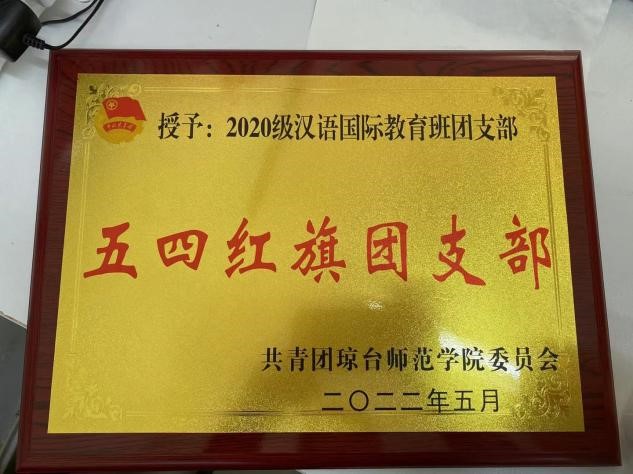 授予：2020级汉语国际教育班团支部
五四红旗团支部
共青团琼台师范学院委员会
二〇二二年五月